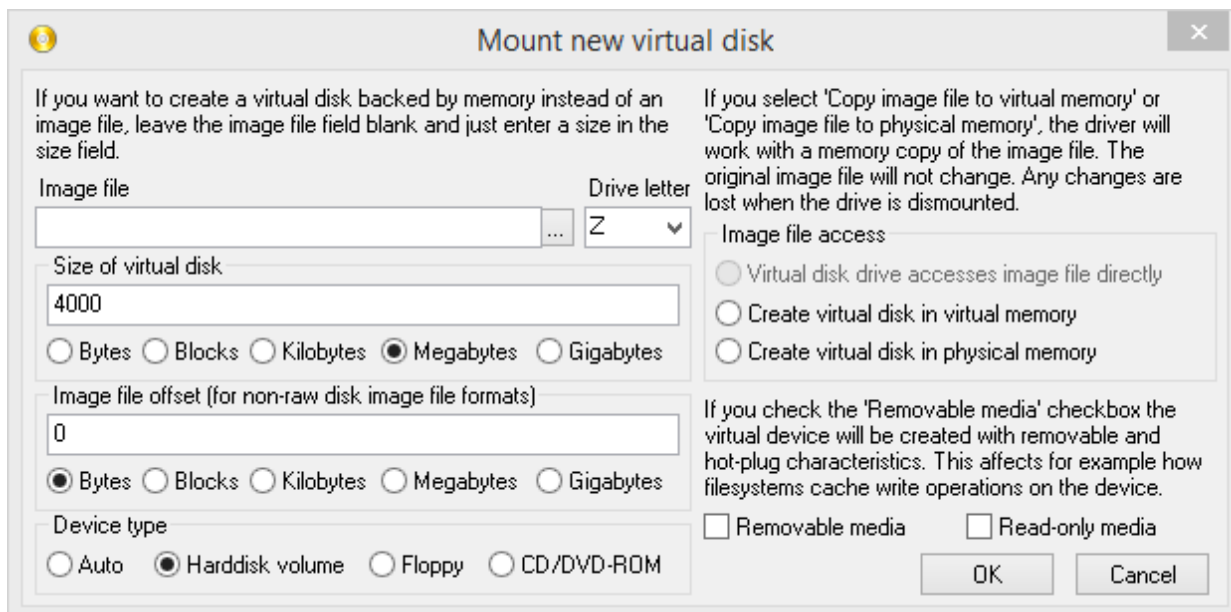 Mount new virtual disk
If you want to create a virtual disk backed by memory instead of an
image file, leave the image file field blank and just enter a size in the
size field.
Image file
Drive letter
...
Z
Size of virtual disk
4000
Bytes Blocks Kilobytes Megabytes Gigabytes
Image file offset (for non-raw disk image file formats)
0
Bytes Blocks Kilobytes Megabytes Gigabytes
Device type
Auto Harddisk volume Floppy CD/DVD-ROM
If you select 'Copy image file to virtual memory' or
'Copy image file to physical memory', the driver will
work with a memory copy of the image file. The
original image file will not change. Any changes are
lost when the drive is dismounted.
Image file access
Virtual disk drive accesses image file directly
Create virtual disk in virtual memory
Create virtual disk in physical memory
If you check the 'Removable media' checkbox the
virtual device will be created with removable and
hot-plug characteristics. This affects for example how
filesystems cache write operations on the device.
Removable media Read-only media
OK Cancel